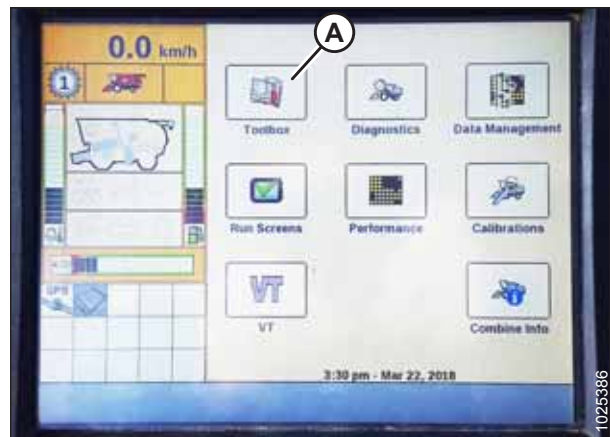 A
0.0 km/h
1
Toolbox
Diagnostics
Data Management
Run Screens
Performance
Calibrations
GPS
VT
VT
Combine Info
3:30 pm - Mar 22, 2018
1025386